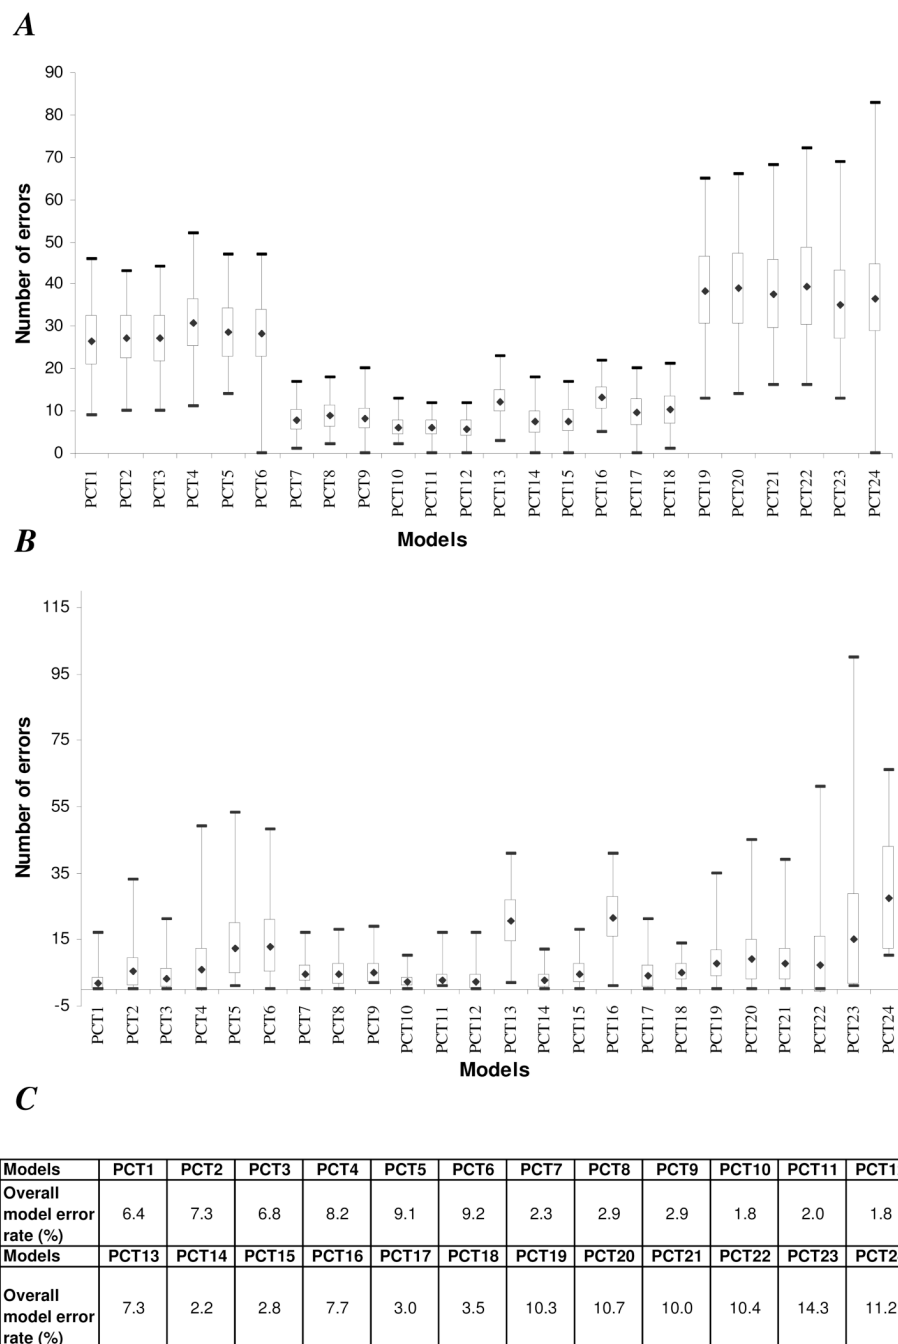 A
90
80
70
60
50
40
30
20
10
0
Number of errors
PCT1 PCT2 PCT3 PCT4 PCT5 PCT6 PCT7 PCT8 PCT9 PCT10 PCT11 PCT12 PCT13 PCT14 PCT15 PCT16 PCT17 PCT18 PCT19 PCT20 PCT21 PCT22 PCT23 PCT24
Models
B
115
95
75
55
35
15
-5
Number of errors
PCT1 PCT2 PCT3 PCT4 PCT5 PCT6 PCT7 PCT8 PCT9 PCT10 PCT11 PCT12 PCT13 PCT14 PCT15 PCT16 PCT17 PCT18 PCT19 PCT20 PCT21 PCT22 PCT23 PCT24
Models
C
Models PCT1 PCT2 PCT3 PCT4 PCT5 PCT6 PCT7 PCT8 PCT9 PCT10 PCT11 PCT1
Overall
model error 6.4 7.3 6.8 8.2 9.1 9.2 2.3 2.9 2.9 1.8 2.0 1.8
rate (%)
Models PCT13 PCT14 PCT15 PCT16 PCT17 PCT18 PCT19 PCT20 PCT21 PCT22 PCT23 PCT2
Overall
model error 7.3 2.2 2.8 7.7 3.0 3.5 10.3 10.7 10.0 10.4 14.3 11.2
rate (%)